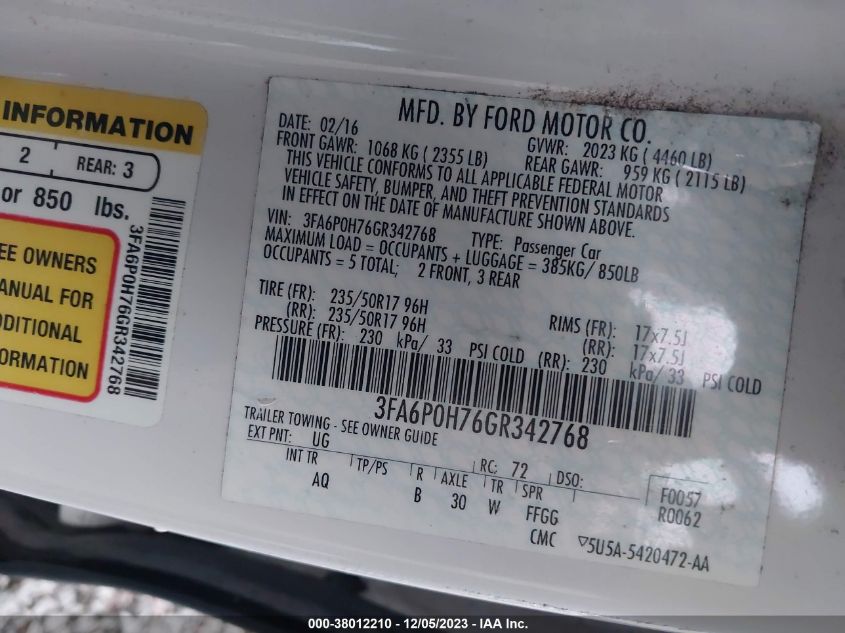 INFORMATION
2 REAR: 3
or 850 lbs.
EE OWNERS
ANUAL FOR
DDITIONAL
FORMATION
3FA6P0H76GR342768
MFD. BY FORD MOTOR CO.
DATE: 02/16 GVWR: 2023 KG ( 4460 LB)
FRONT GAWR: 1068 KG ( 2355 LB) REAR GAWR: 959 KG ( 2115 LB)
THIS VEHICLE CONFORMS TO ALL APPLICABLE FEDERAL MOTOR
VEHICLE SAFETY, BUMPER, AND THEFT PREVENTION STANDARDS
IN EFFECT ON THE DATE OF MANUFACTURE SHOWN ABOVE.
VIN: 3FA6P0H76GR342768 TYPE: Passenger Car
MAXIMUM LOAD = OCCUPANTS + LUGGAGE = 385KG/ 850LB
OCCUPANTS = 5 TOTAL; 2 FRONT, 3 REAR
TIRE (FR): 235/50R17 96H RIMS (FR): 17x7.5J
(RR): 235/50R17 96H (RR): 17x7.5J
PRESSURE (FR): 230 kPa/ 33 PSI COLD (RR): 230 kPa/ 33 PSI COLD
3FA6P0H76GR342768
TRAILER TOWING - SEE OWNER GUIDE
EXT PNT: UG RC: 72 DSO:
INT TR TP/PS R AXLE TR SPR F0057
AQ B 30 W FFGG R0062
CMC ▽5U5A-5420472-AA
000-38012210 - 12/05/2023 - IAA Inc.